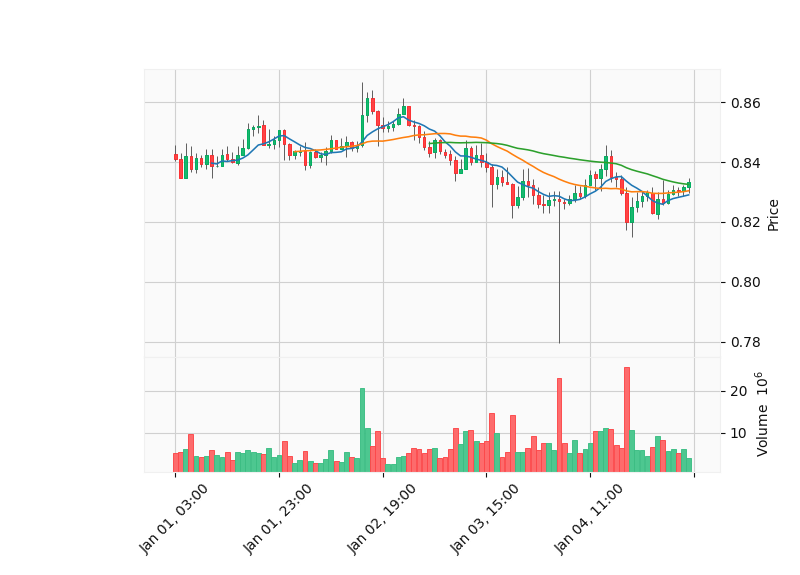 0.86
0.84
0.82
0.80
0.78
Price
20
10
Volume 10^6
Jan 01, 03:00
Jan 01, 23:00
Jan 02, 19:00
Jan 03, 15:00
Jan 04, 11:00